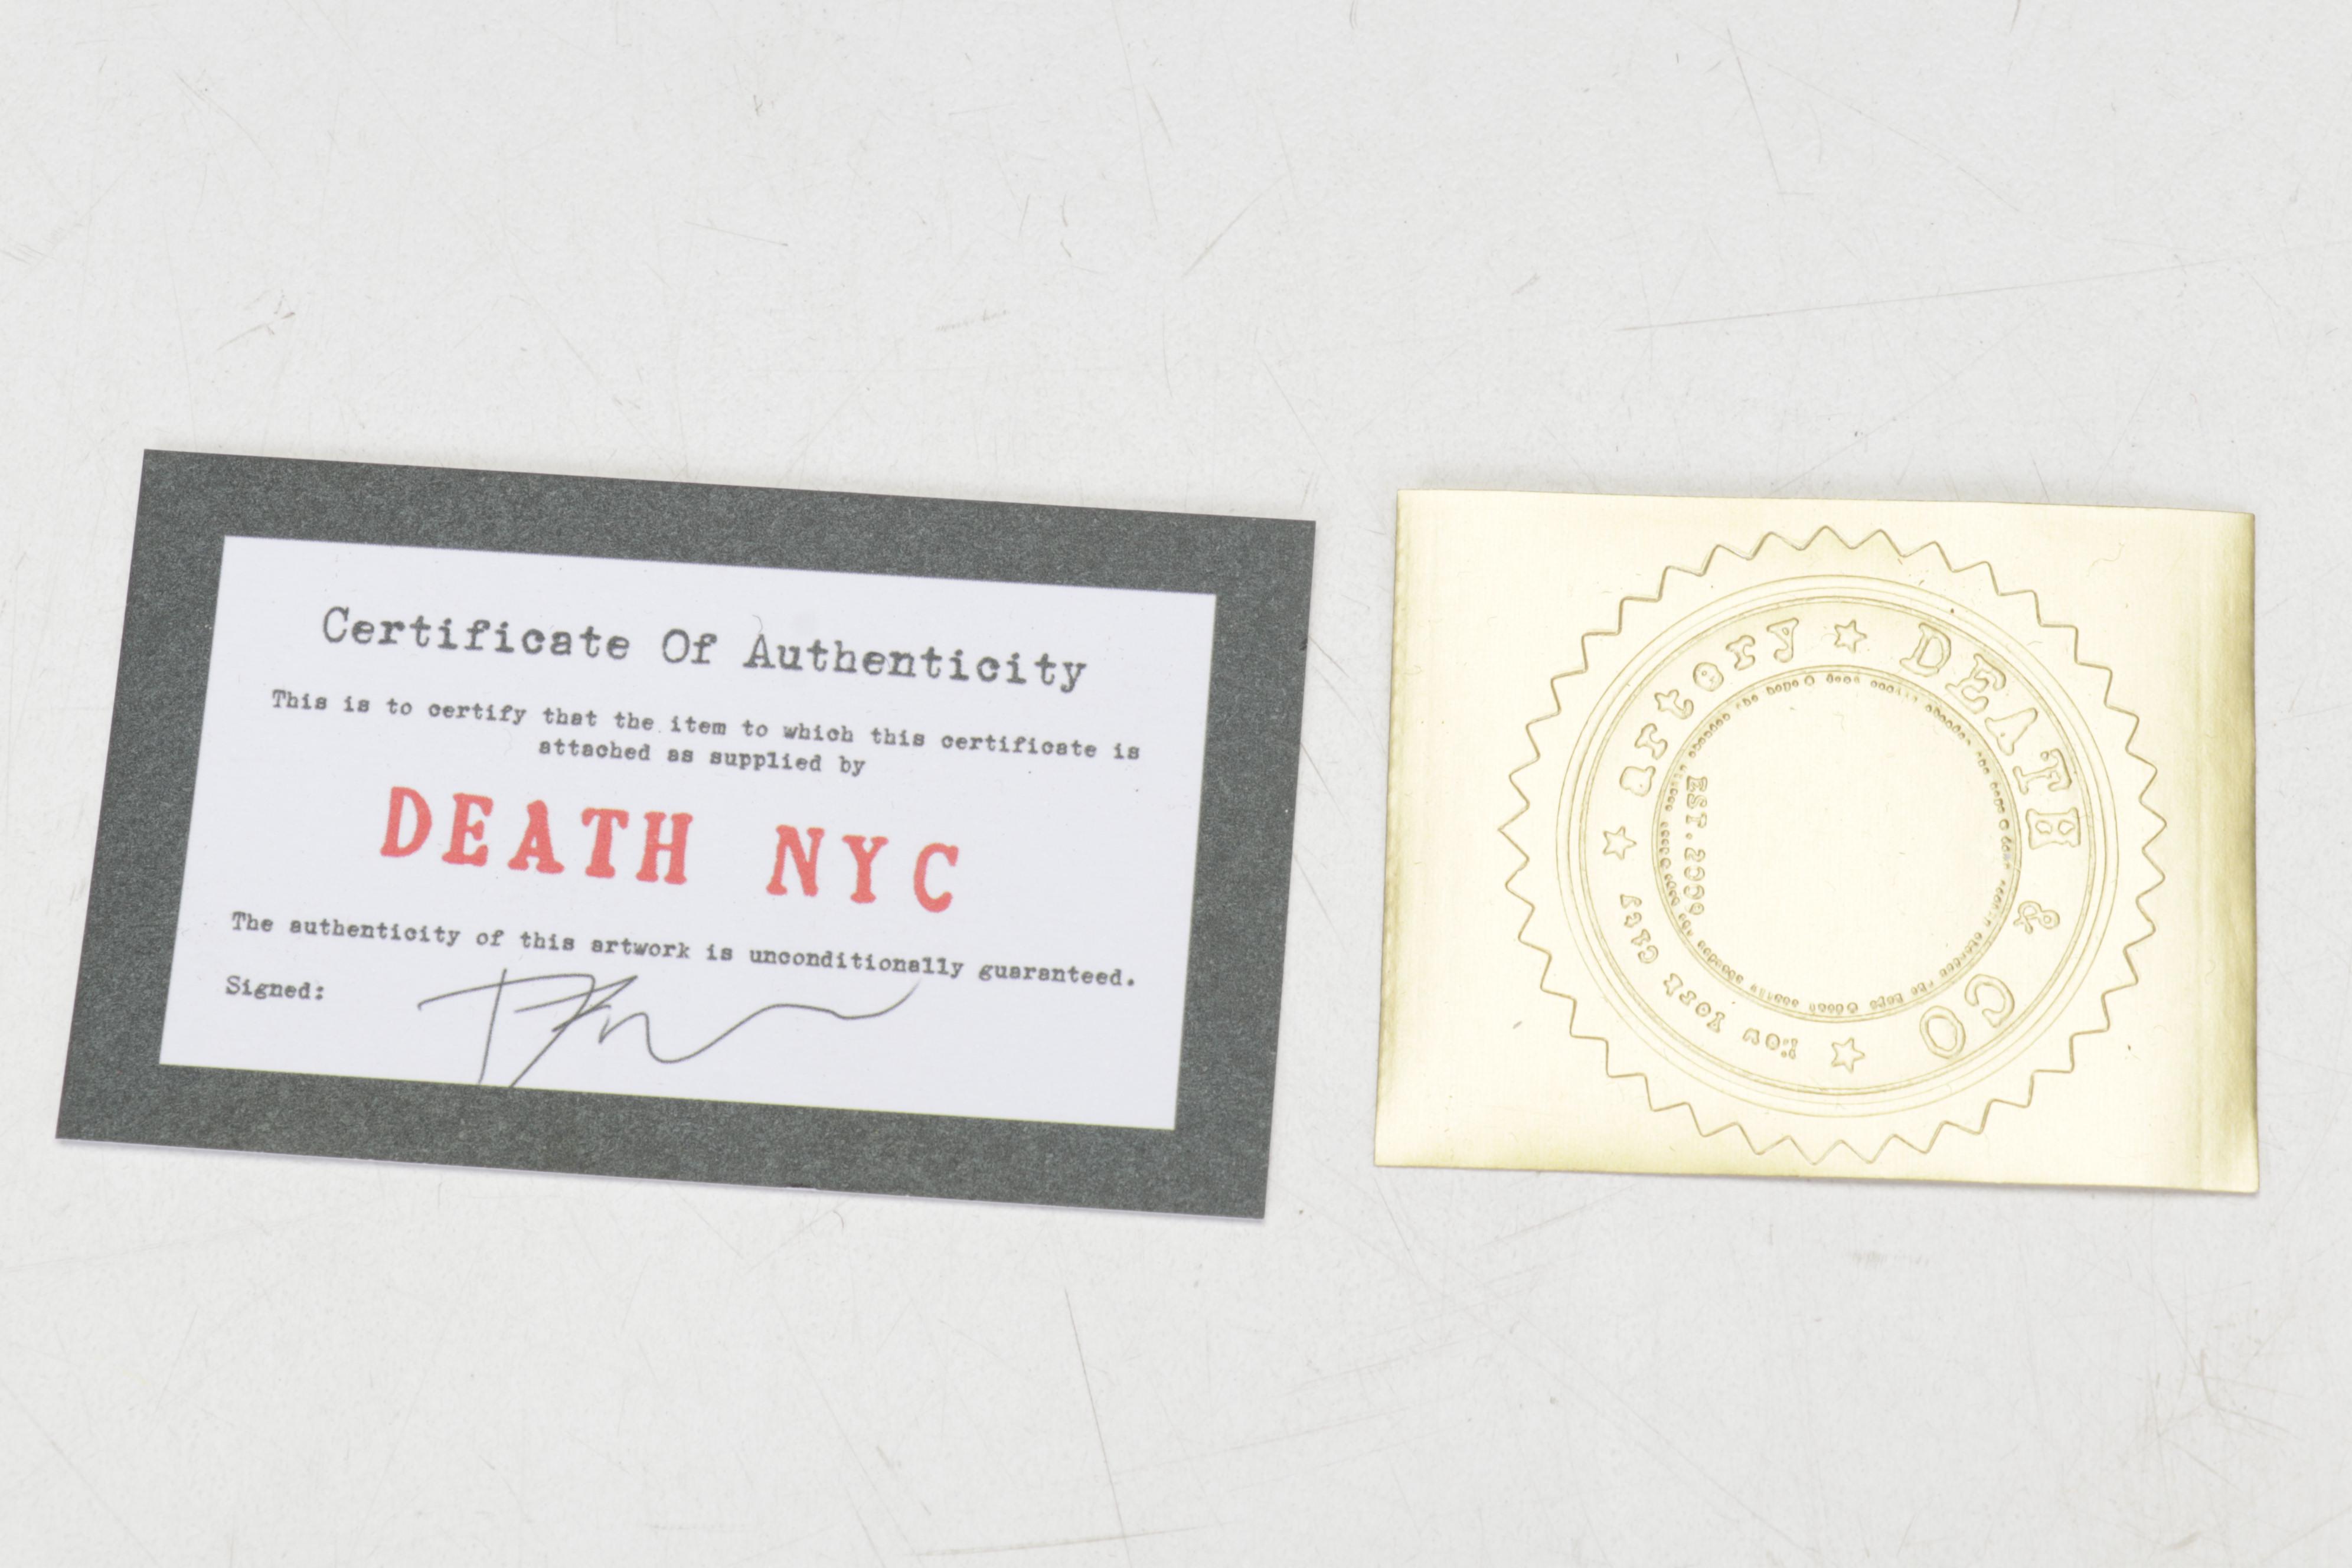 Certificate Of Authenticity
This is to certify that the item to which this certificate is
attached as supplied by
DEATH NYC
The authenticity of this artwork is unconditionally guaranteed.
Signed:
DEATH & CO
artory
New York City
EST. 2009